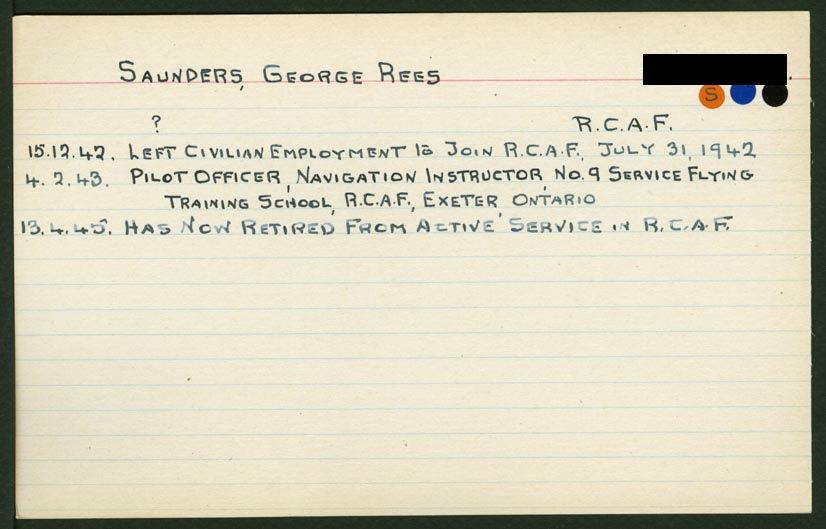 SAUNDERS, GEORGE REES
S
? R.C.A.F.
15.12.42. LEFT CIVILIAN EMPLOYMENT TO JOIN R.C.A.F., JULY 31, 1942
4. 2. 43. PILOT OFFICER, NAVIGATION INSTRUCTOR, NO. 9 SERVICE FLYING
TRAINING SCHOOL, R.C.A.F., EXETER ONTARIO
13. 4. 45. HAS NOW RETIRED FROM ACTIVE SERVICE IN R.C.A.F.